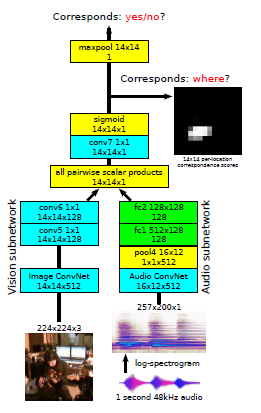 Corresponds: yes/no?
maxpool 14x14
1
Corresponds: where?
sigmoid
14x14x1
conv7 1x1
14x14x1
14x14 per-location
correspondence scores
all pairwise scalar products
14x14x1
Vision subnetwork
conv6 1x1
14x14x128
conv5 1x1
14x14x128
Image ConvNet
14x14x512
224x224x3
fc2 128x128
128
fc1 512x128
128
pool4 16x12
1x1x512
Audio ConvNet
16x12x512
Audio subnetwork
257x200x1
log-spectrogram
1 second 48kHz audio